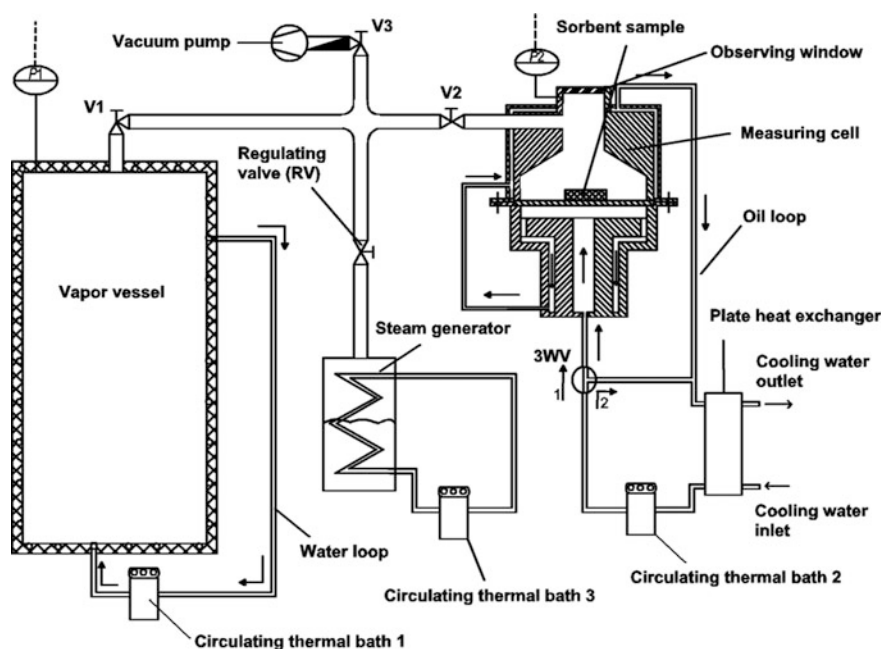 V3
Vacuum pump
Sorbent sample
Observing window
P1
P2
V1
V2
Measuring cell
Regulating
valve (RV)
Oil loop
Vapor vessel
Steam generator
Plate heat exchanger
3WV
Cooling water
outlet
1
2
Water loop
Cooling water
inlet
Circulating thermal bath 3
Circulating thermal bath 2
Circulating thermal bath 1